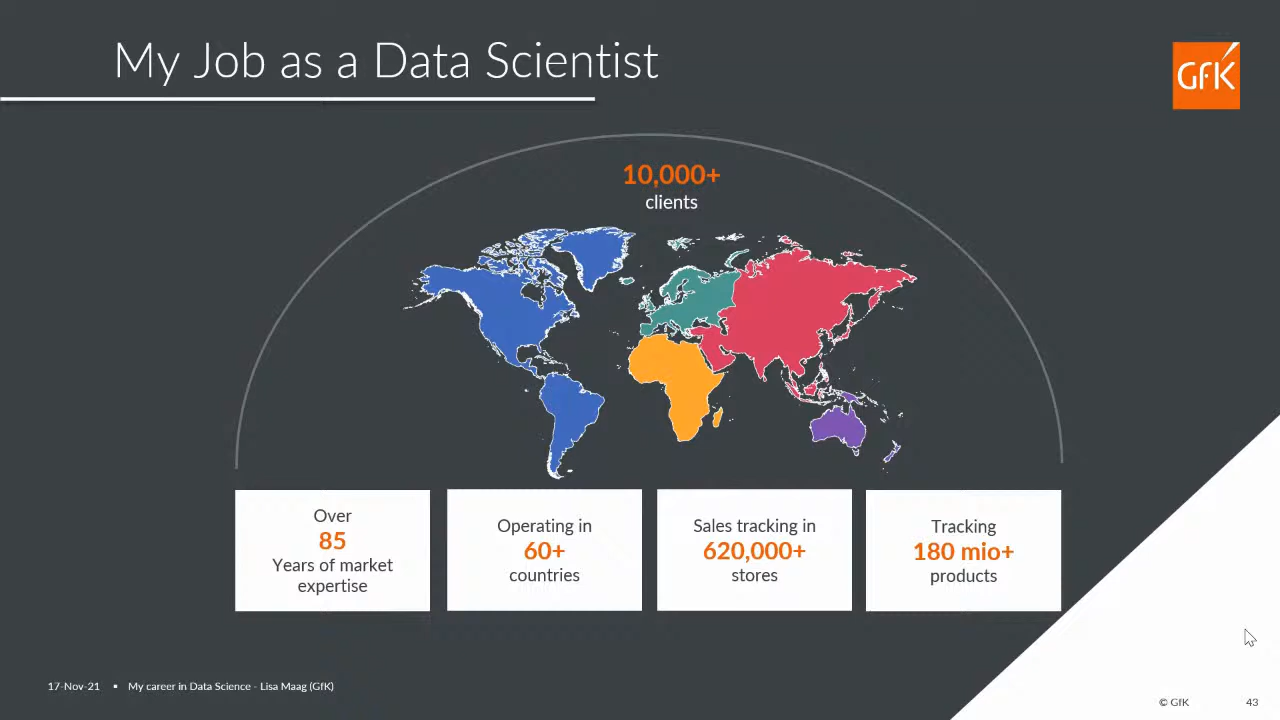 My Job as a Data Scientist
GfK
10,000+
clients
Over
85
Years of market
expertise
Operating in
60+
countries
Sales tracking in
620,000+
stores
Tracking
180 mio+
products
17-Nov-21 ▪ My career in Data Science - Lisa Maag (GfK)
© GfK 43